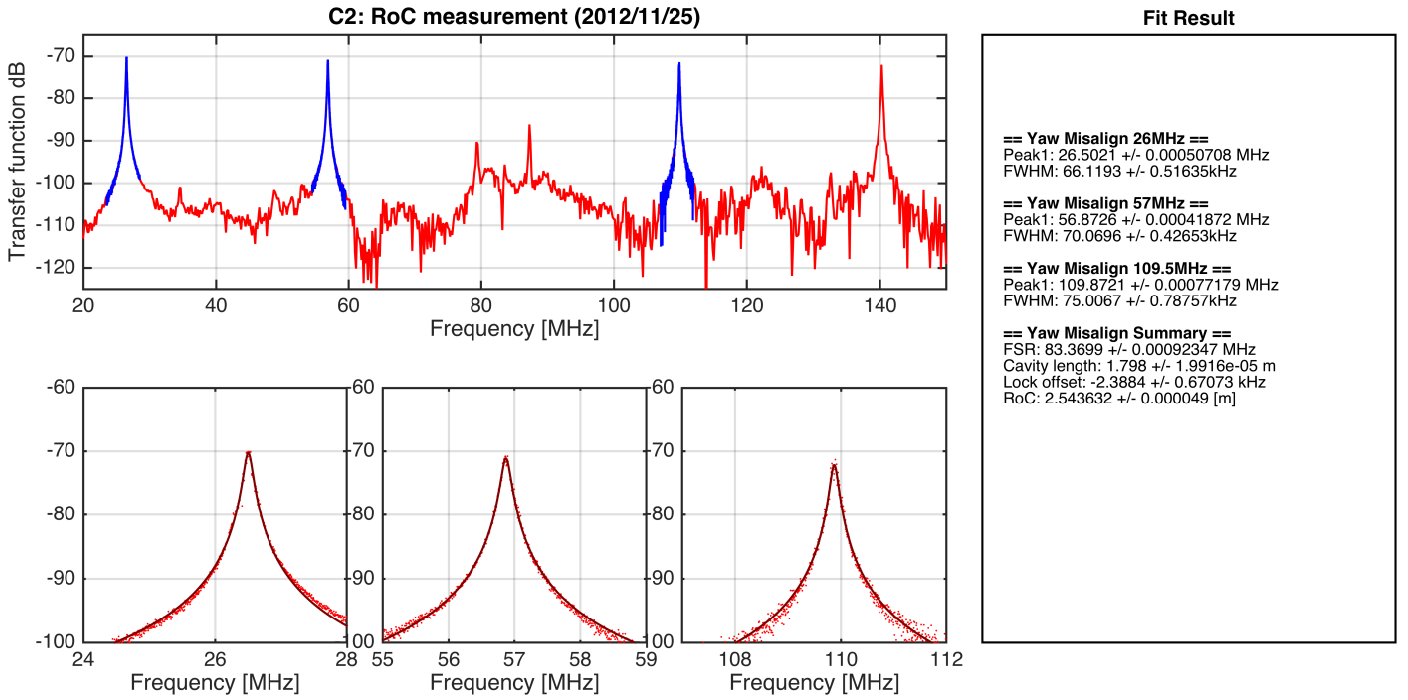 C2: RoC measurement (2012/11/25)
Transfer function dB
-70
-80
-90
-100
-110
-120
20
40
60
80
100
120
140
Frequency [MHz]
-60
-70
-80
-90
-100
24
26
28
Frequency [MHz]
-60
-70
-80
-90
00
55
56
57
58
59
Frequency [MHz]
-60
-70
-80
-90
00
108
110
112
Frequency [MHz]
Fit Result
== Yaw Misalign 26MHz ==
Peak1: 26.5021 +/- 0.00050708 MHz
FWHM: 66.1193 +/- 0.51635kHz
== Yaw Misalign 57MHz ==
Peak1: 56.8726 +/- 0.00041872 MHz
FWHM: 70.0696 +/- 0.42653kHz
== Yaw Misalign 109.5MHz ==
Peak1: 109.8721 +/- 0.00077179 MHz
FWHM: 75.0067 +/- 0.78757kHz
== Yaw Misalign Summary ==
FSR: 83.3699 +/- 0.00092347 MHz
Cavity length: 1.798 +/- 1.9916e-05 m
Lock offset: -2.3884 +/- 0.67073 kHz
RoC: 2.543632 +/- 0.000049 [m]